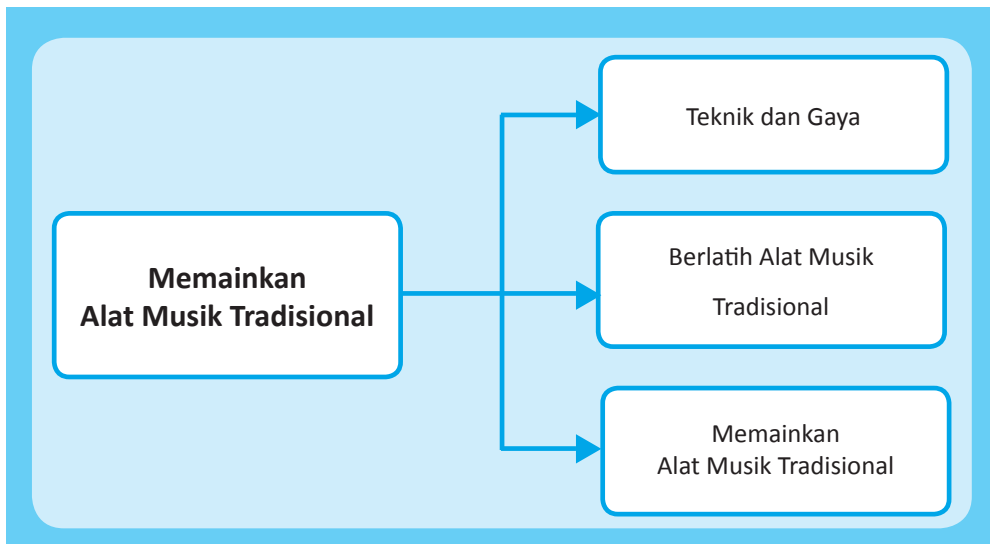 Memainkan
Alat Musik Tradisional
Teknik dan Gaya
Berlatih Alat Musik
Tradisional
Memainkan
Alat Musik Tradisional